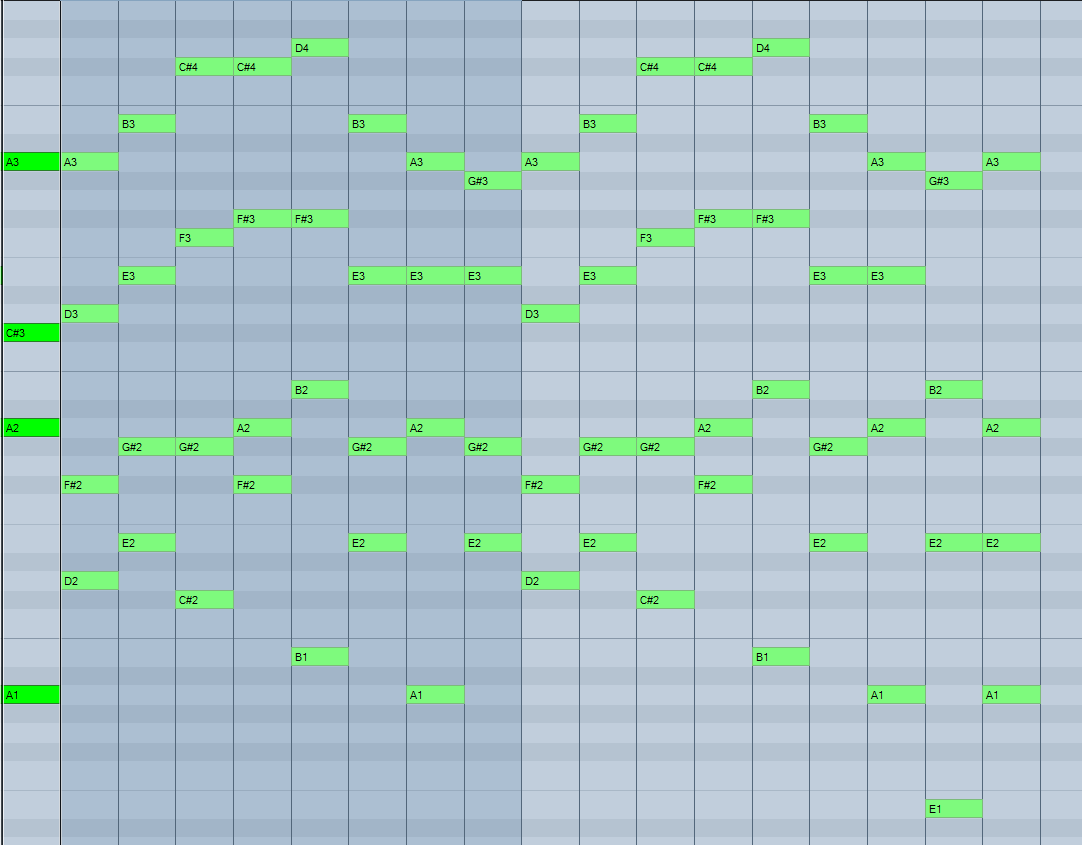 D4 D4
C#4 C#4 C#4 C#4
B3 B3 B3 B3
A3 A3 A3 A3 A3 A3
G#3 G#3
F#3 F#3 F#3 F#3
F3 F3
E3 E3 E3 E3 E3 E3 E3
D3 D3
C#3
B2 B2 B2
A2 A2 A2 A2 A2 A2
G#2 G#2 G#2 G#2 G#2 G#2 G#2
F#2 F#2 F#2 F#2
E2 E2 E2 E2 E2 E2 E2
D2 D2
C#2 C#2
B1 B1
A1 A1 A1 A1
E1